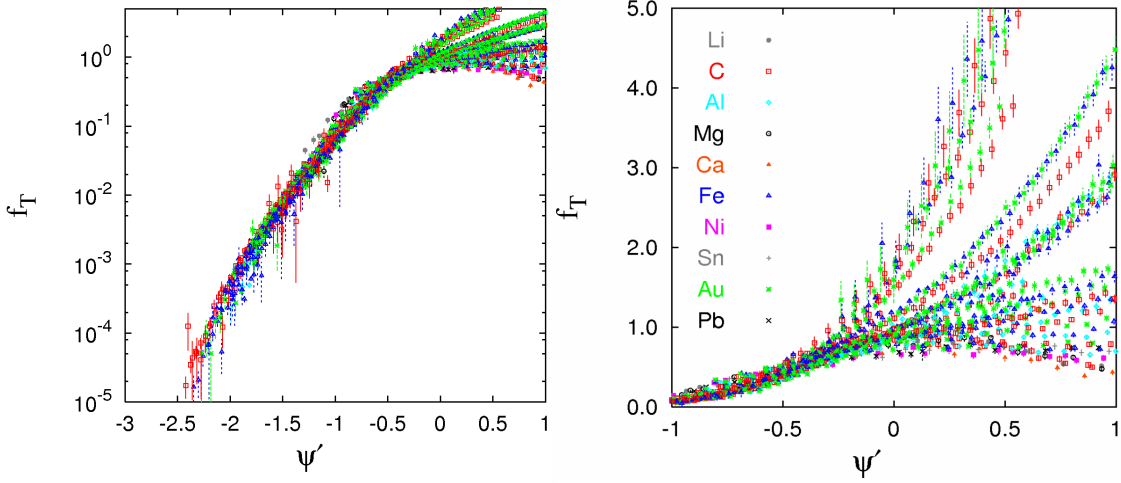 10^0
10^-1
10^-2
10^-3
10^-4
10^-5
f_T
-3 -2.5 -2 -1.5 -1 -0.5 0 0.5 1
ψ′
5.0
4.0
3.0
2.0
1.0
0.0
f_T
Li
C
Al
Mg
Ca
Fe
Ni
Sn
Au
Pb
-1 -0.5 0 0.5 1
ψ′